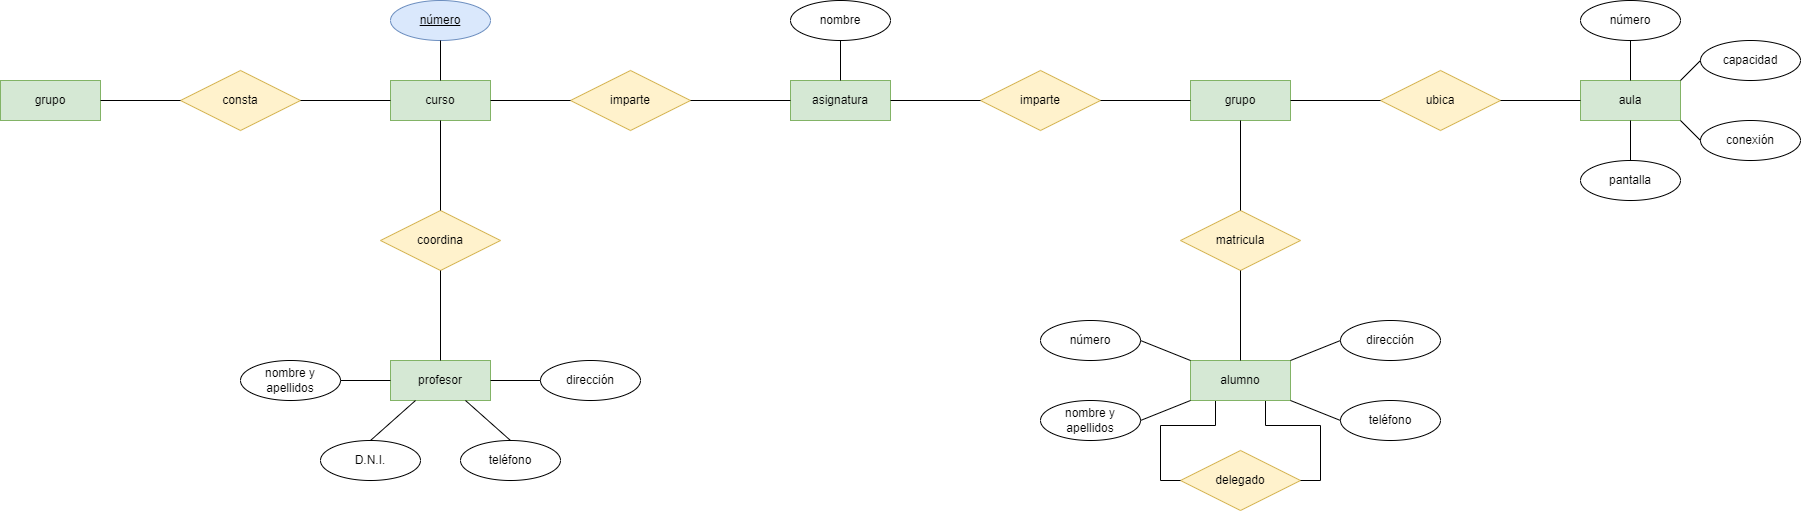 número
nombre
número
capacidad
grupo
consta
curso
imparte
asignatura
imparte
grupo
ubica
aula
conexión
pantalla
coordina
matricula
número
dirección
nombre y
apellidos
profesor
dirección
alumno
nombre y
apellidos
teléfono
D.N.I.
teléfono
delegado